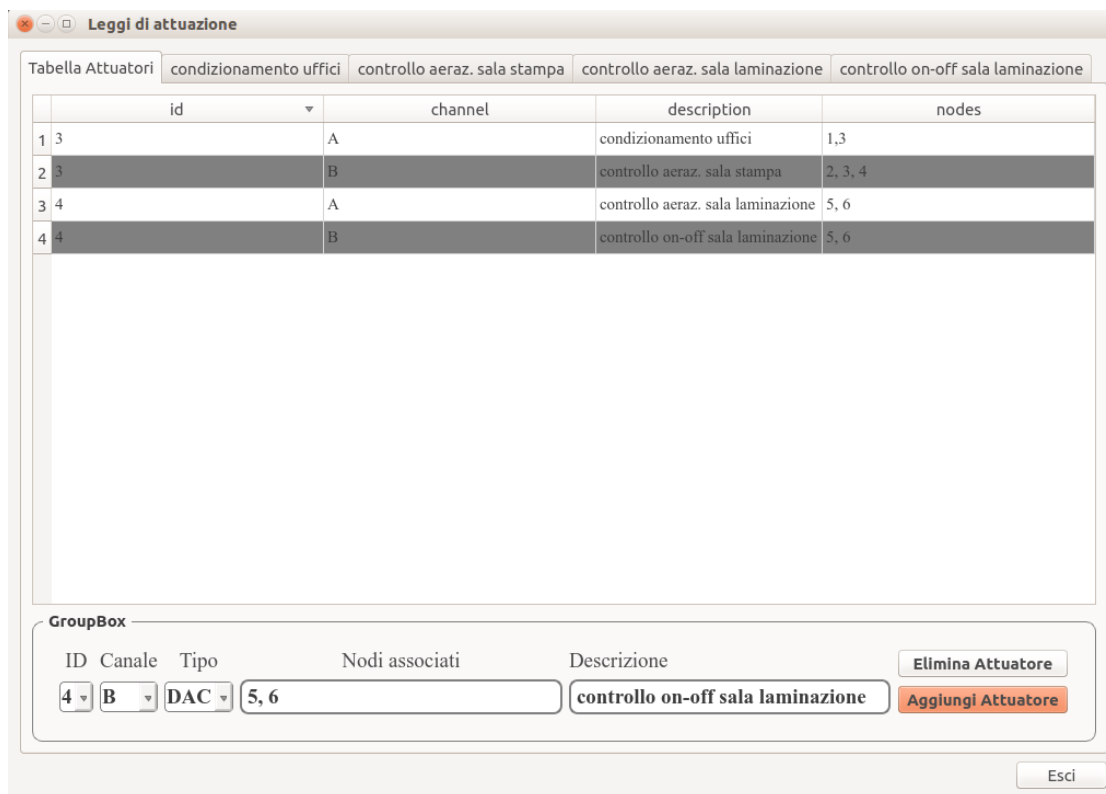 Leggi di attuazione
Tabella Attuatori condizionamento uffici controllo aeraz. sala stampa controllo aeraz. sala laminazione controllo on-off sala laminazione
id channel description nodes
1 3 A condizionamento uffici 1,3
2 3 B controllo aeraz. sala stampa 2, 3, 4
3 4 A controllo aeraz. sala laminazione 5, 6
4 4 B controllo on-off sala laminazione 5, 6
GroupBox
ID Canale Tipo Nodi associati Descrizione Elimina Attuatore
4 B DAC 5, 6 controllo on-off sala laminazione Aggiungi Attuatore
Esci